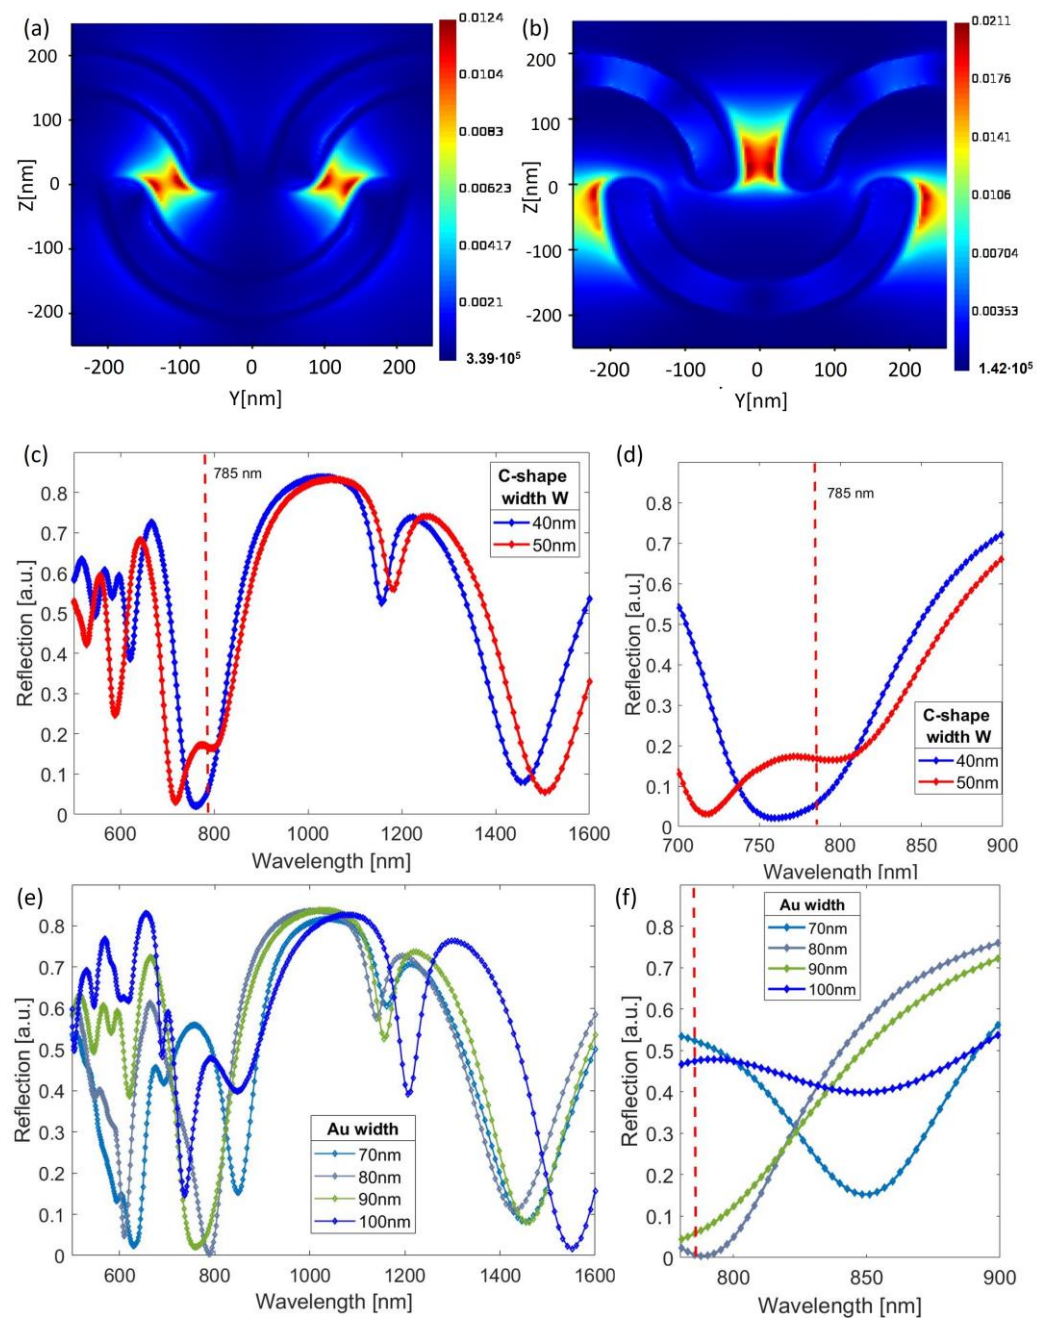 (a)
200
100
0
-100
-200
Z[nm]
-200
-100
0
100
200
Y[nm]
0.0124
0.0104
0.0083
0.00623
0.00417
0.0021
3.39·10⁵
(b)
200
100
0
-100
-200
Z[nm]
-200
-100
0
100
200
Y[nm]
0.0211
0.0176
0.0141
0.0106
0.00704
0.00353
1.42·10⁵
(c)
0.8
0.7
0.6
0.5
0.4
0.3
0.2
0.1
0
Reflection [a.u.]
785 nm
C-shape
width W
40nm
50nm
600
800
1000
1200
1400
1600
Wavelength [nm]
(d)
0.8
0.7
0.6
0.5
0.4
0.3
0.2
0.1
0
Reflection [a.u.]
785 nm
C-shape
width W
40nm
50nm
700
750
800
850
900
Wavelength [nm]
(e)
0.8
0.7
0.6
0.5
0.4
0.3
0.2
0.1
0
Reflection [a.u.]
Au width
70nm
80nm
90nm
100nm
600
800
1000
1200
1400
1600
Wavelength [nm]
(f)
0.8
0.7
0.6
0.5
0.4
0.3
0.2
0.1
0
Reflection [a.u.]
Au width
70nm
80nm
90nm
100nm
800
850
900
Wavelength [nm]